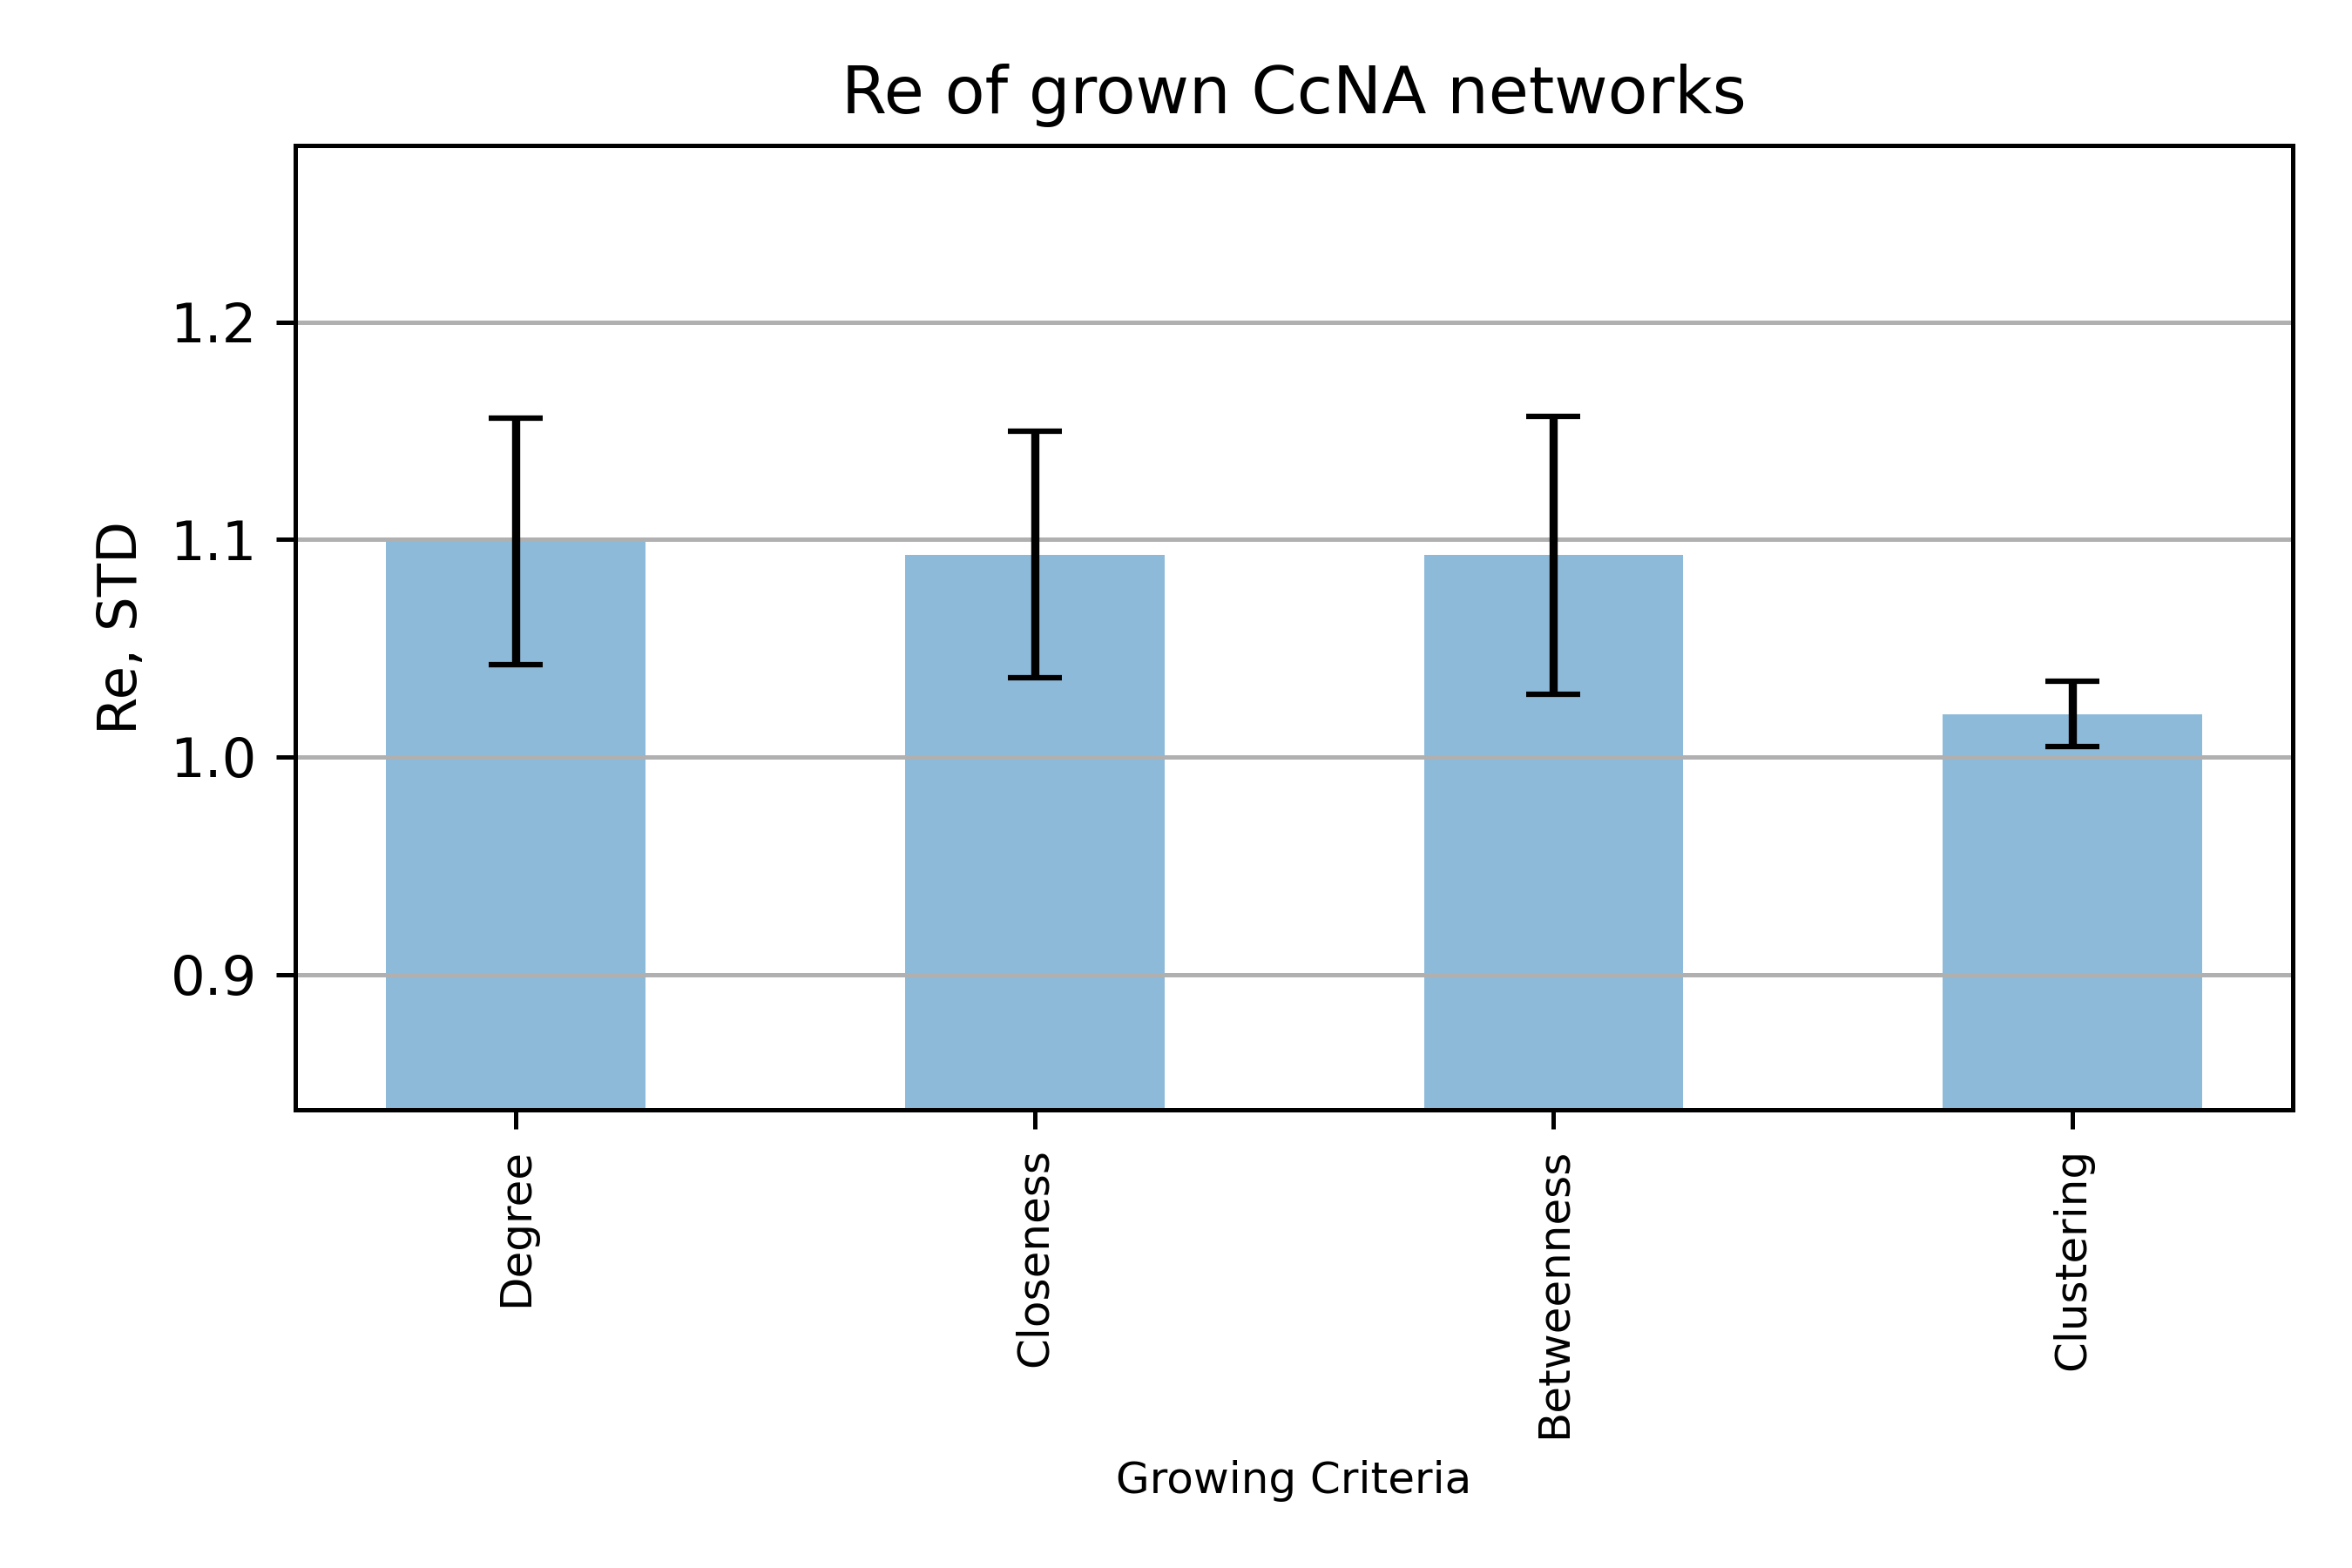 Re of grown CcNA networks
Re, STD
1.2
1.1
1.0
0.9
Degree
Closeness
Betweenness
Clustering
Growing Criteria